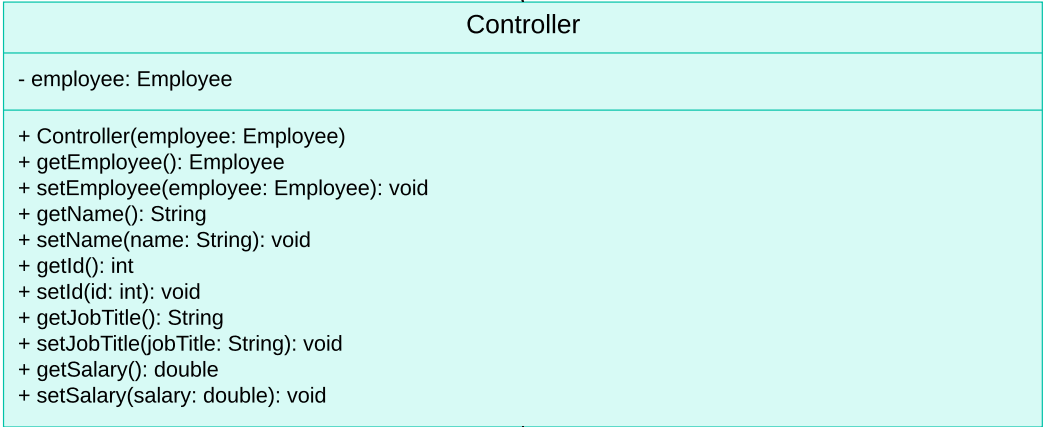 Controller
- employee: Employee
+ Controller(employee: Employee)
+ getEmployee(): Employee
+ setEmployee(employee: Employee): void
+ getName(): String
+ setName(name: String): void
+ getId(): int
+ setId(id: int): void
+ getJobTitle(): String
+ setJobTitle(jobTitle: String): void
+ getSalary(): double
+ setSalary(salary: double): void